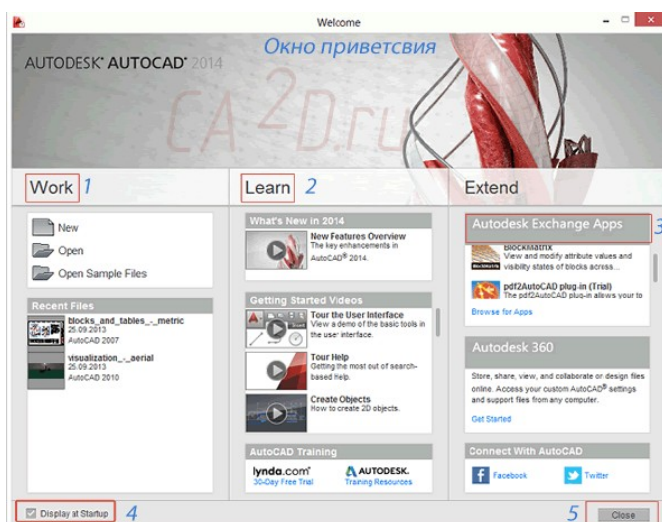 Welcome
Окно приветсвия
AUTODESK® AUTOCAD® 2014
CA2D.ru
Work 1
Learn 2
Extend
New
Open
Open Sample Files
Recent Files
blocks_and_tables_-_metric
25.09.2013
AutoCAD 2007
visualization_-_aerial
25.09.2013
AutoCAD 2010
What's New in 2014
New Features Overview
The key enhancements in
AutoCAD® 2014.
Getting Started Videos
Tour the User Interface
View a demo of the basic tools in
the user interface.
Tour Help
Getting the most out of search-
based Help.
Create Objects
How to create 2D objects.
AutoCAD Training
lynda.com®
30-Day Free Trial
AUTODESK.
Training Resources
Autodesk Exchange Apps 3
BlockMatrix
View and modify attribute values and
visibility states of blocks across...
pdf2AutoCAD plug-in (Trial)
The pdf2AutoCAD plug-in allows your to
Browse for Apps
Autodesk 360
Store, share, view, and collaborate or design files
online. Access your custom AutoCAD® settings
and support files from any computer.
Get Started
Connect With AutoCAD
Facebook
Twitter
Display at Startup 4
5 Close